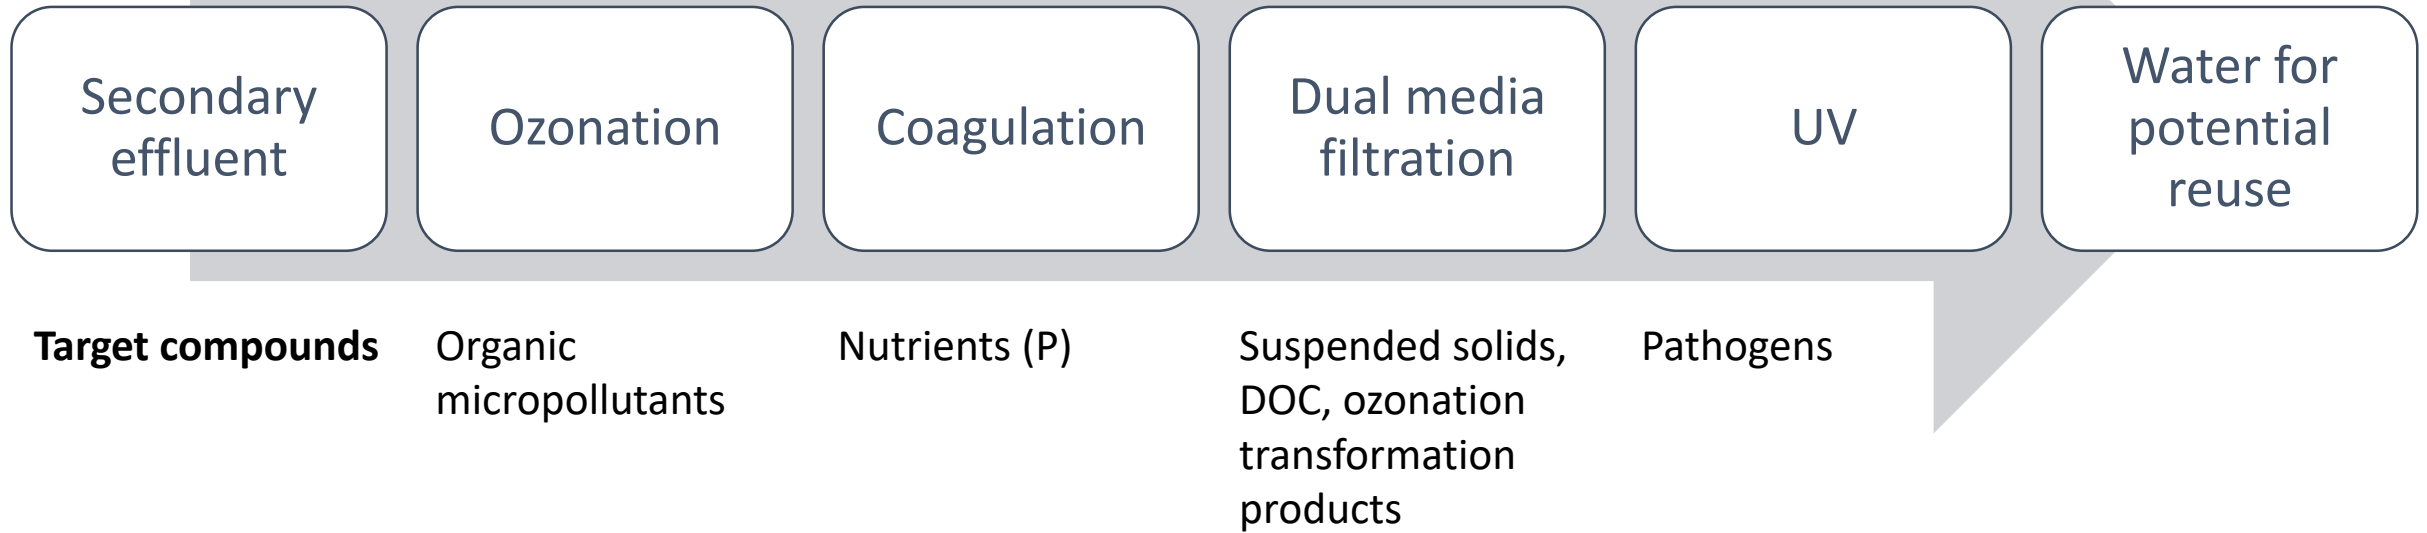 Secondary
effluent
Ozonation
Coagulation
Dual media
filtration
UV
Water for
potential
reuse
Target compounds
Organic
micropollutants
Nutrients (P)
Suspended solids,
DOC, ozonation
transformation
products
Pathogens